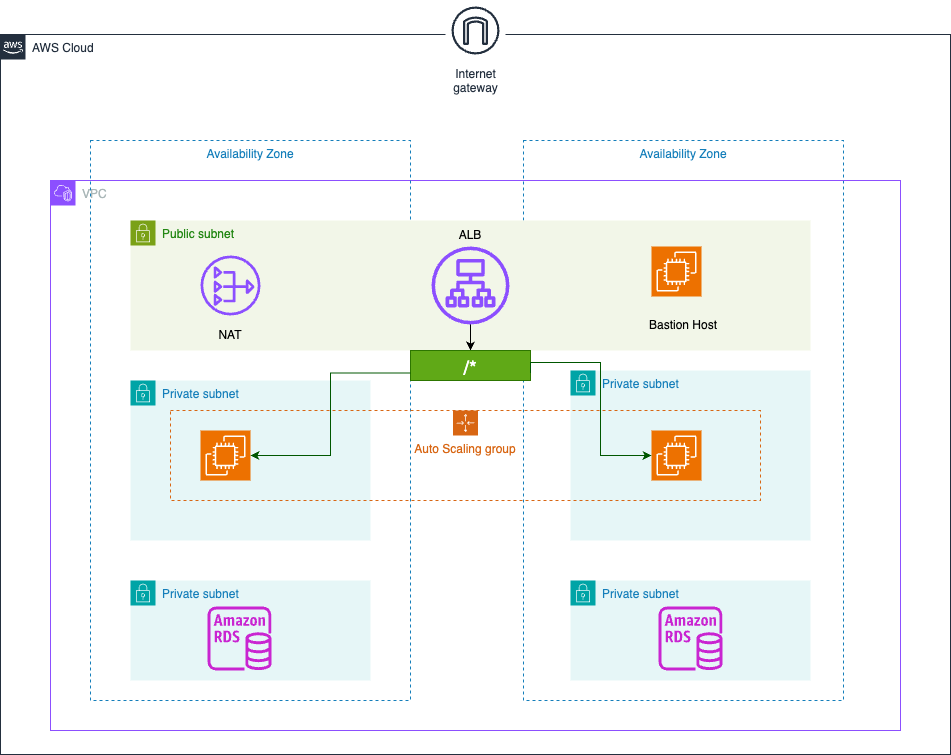 Internet
gateway
aws
AWS Cloud
Availability Zone
Availability Zone
VPC
Public subnet
ALB
NAT
Bastion Host
/*
Private subnet
Private subnet
Auto Scaling group
Private subnet
Private subnet
Amazon
RDS
Amazon
RDS